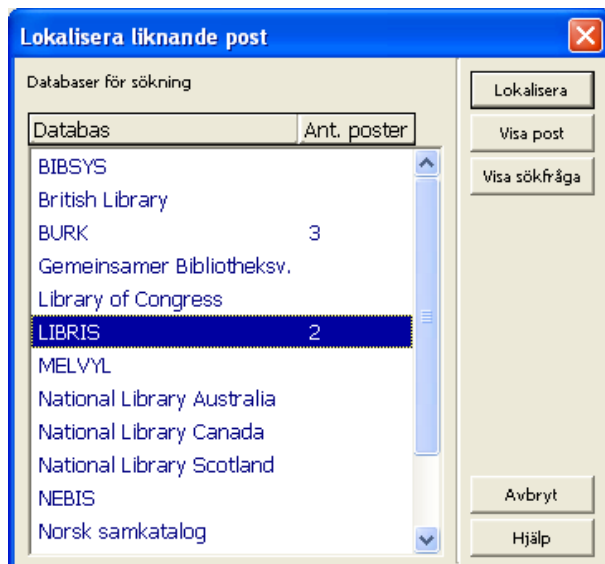 Lokalisera liknande post
Databaser för sökning
Databas Ant. poster
BIBSYS
British Library
BURK 3
Gemeinsamer Bibliotheksv.
Library of Congress
LIBRIS 2
MELVYL
National Library Australia
National Library Canada
National Library Scotland
NEBIS
Norsk samkatalog
Lokalisera
Visa post
Visa sökfråga
Avbryt
Hjälp